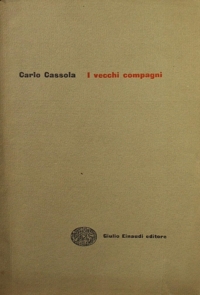 Carlo Cassola I vecchi compagni
Giulio Einaudi editore